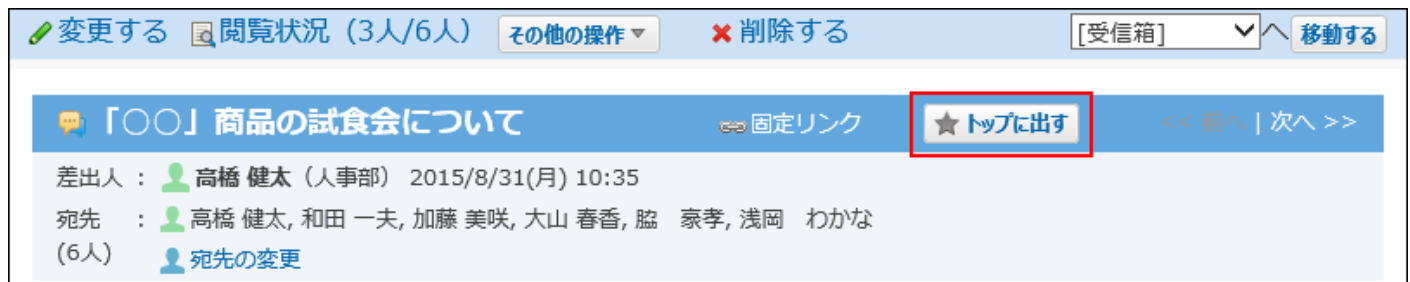 変更する 閲覧状況（3人/6人） その他の操作▼ 削除する [受信箱] へ 移動する
「○○」商品の試食会について 固定リンク トップに出す << 前へ | 次へ >>
差出人 : 高橋 健太（人事部） 2015/8/31(月) 10:35
宛先 : 高橋 健太, 和田 一夫, 加藤 美咲, 大山 春香, 脇　豪孝, 浅岡　わかな
(6人) 宛先の変更